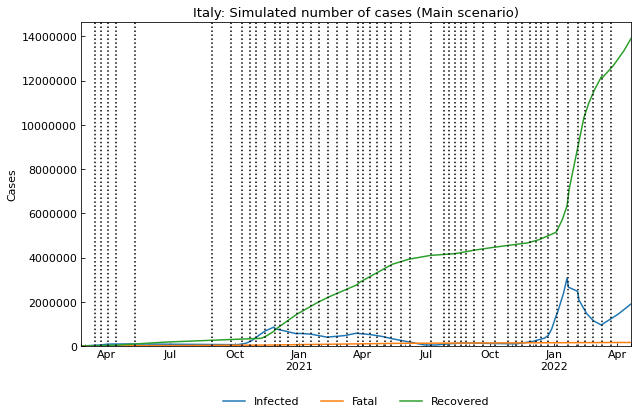 Italy: Simulated number of cases (Main scenario)
14000000
12000000
10000000
8000000
6000000
4000000
2000000
0
Cases
Apr Jul Oct Jan Apr Jul Oct Jan Apr
2021 2022
Infected Fatal Recovered